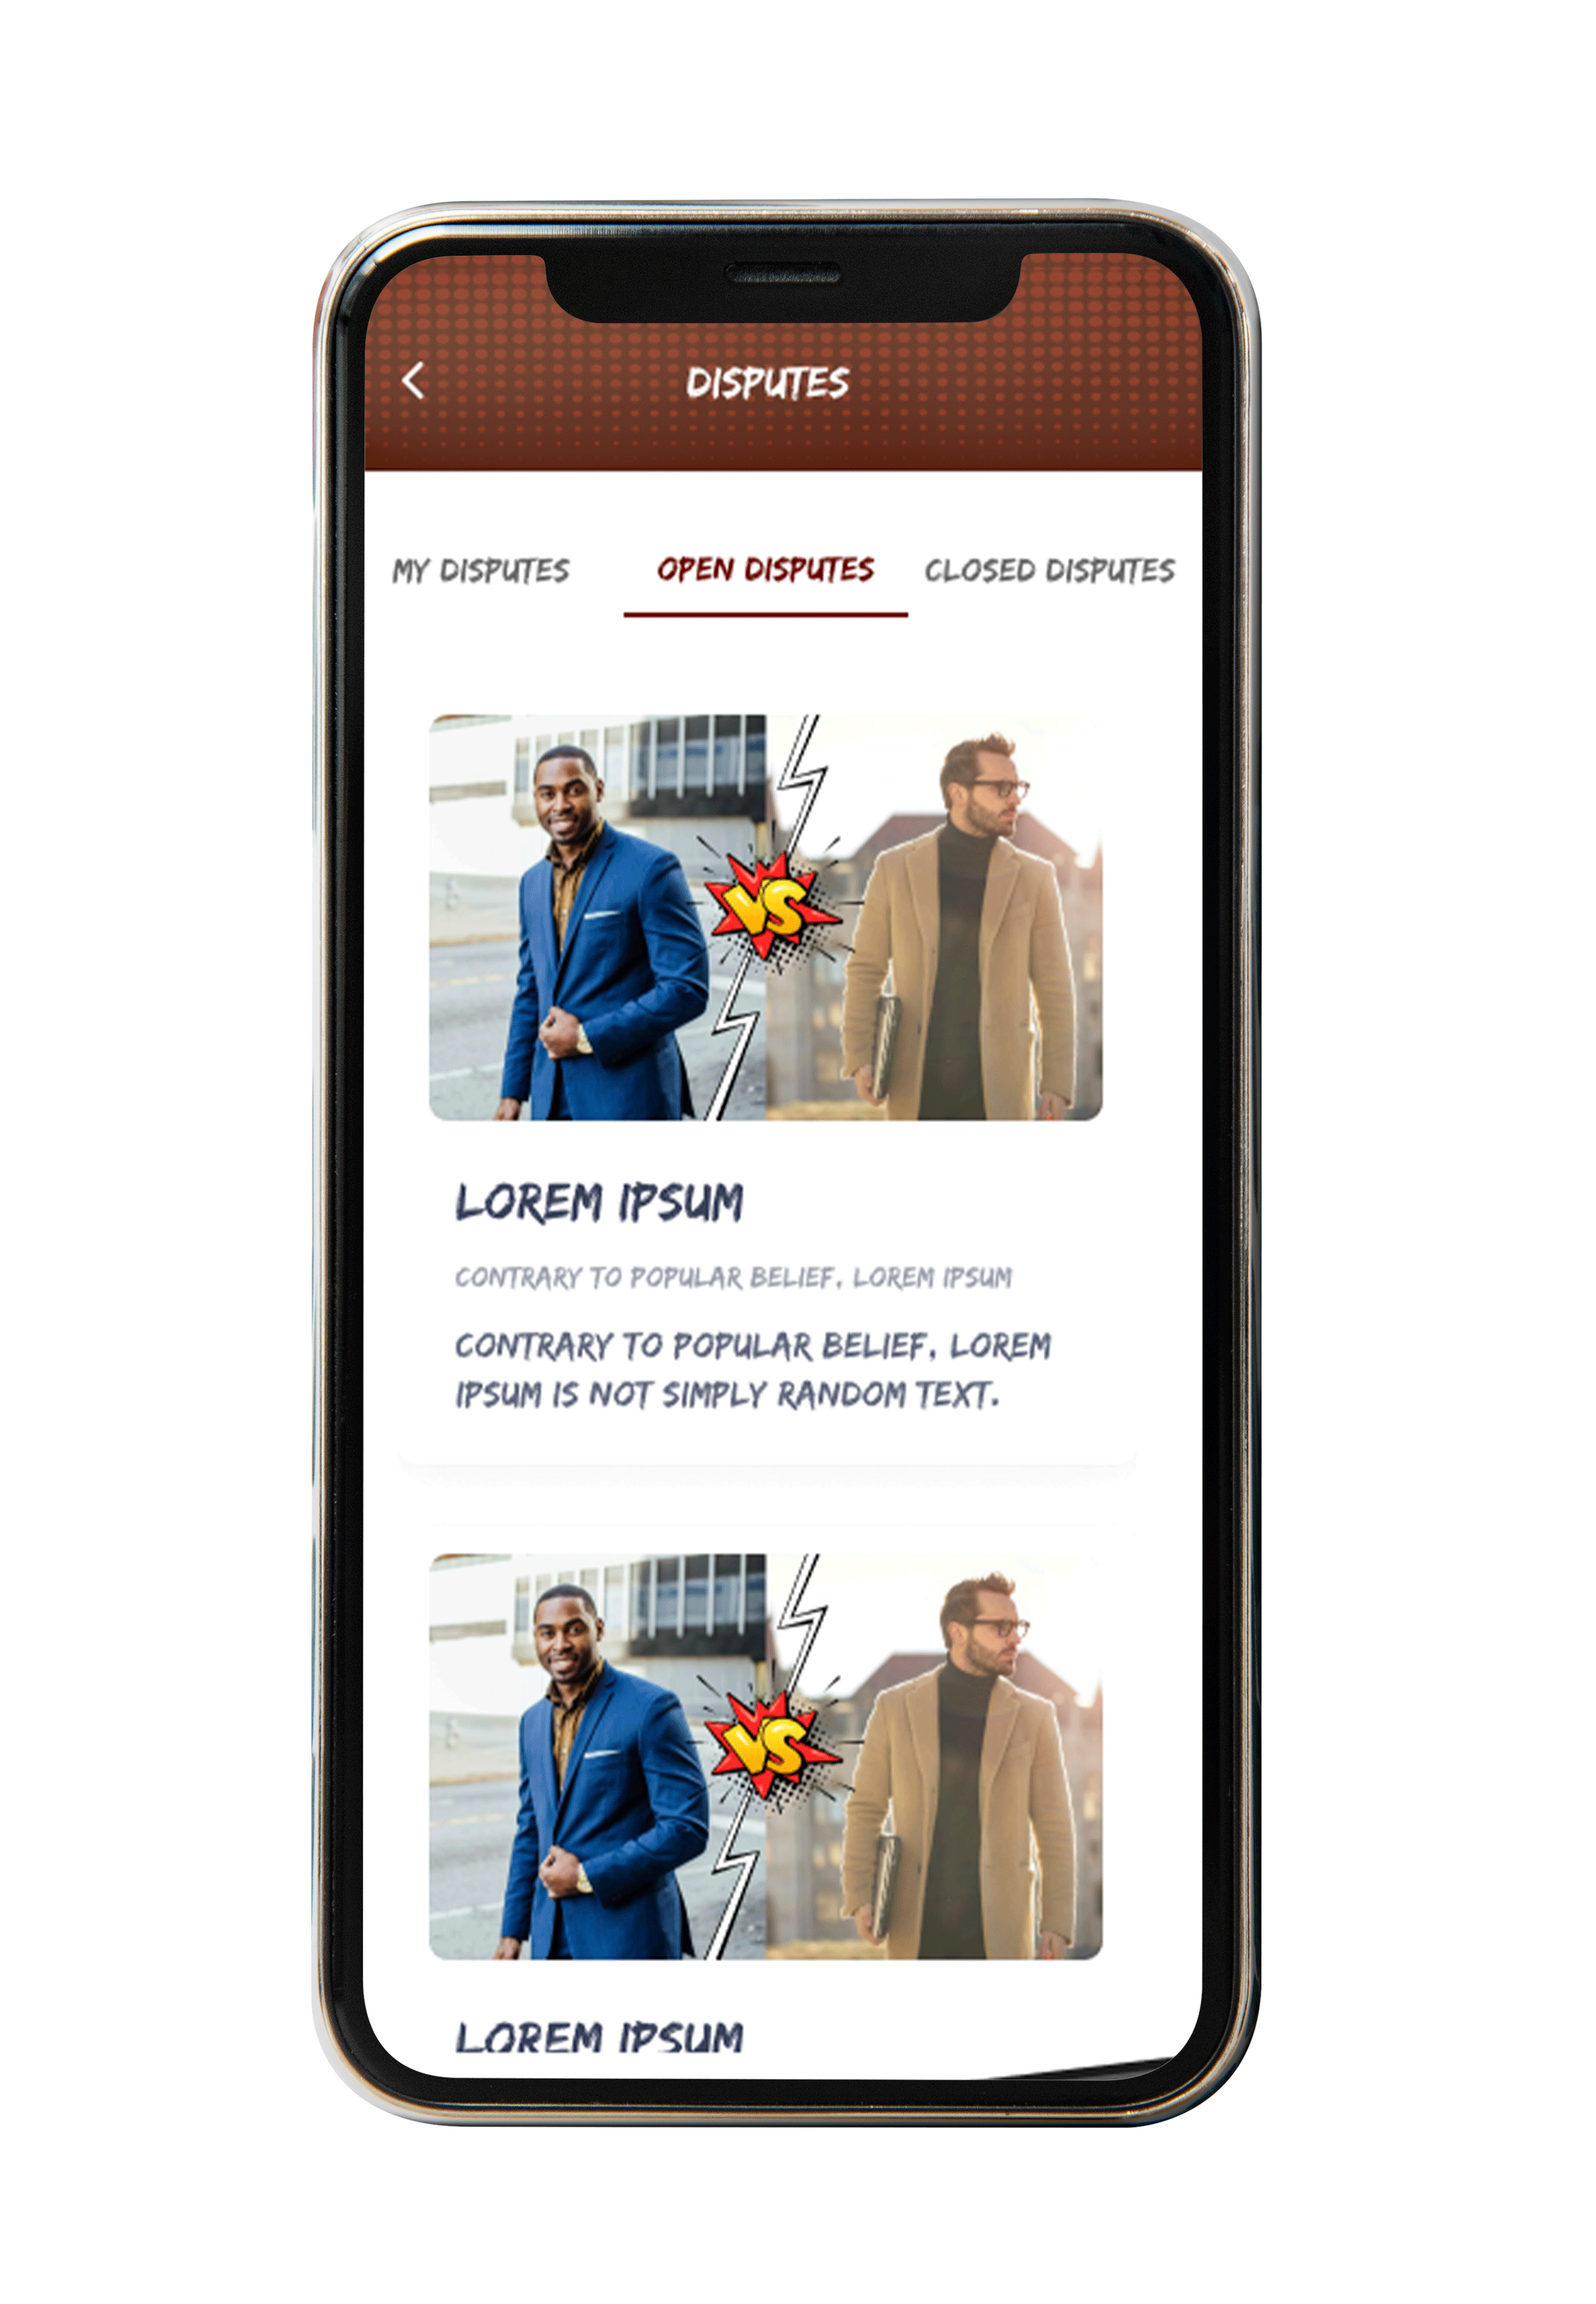 DISPUTES
MY DISPUTES
OPEN DISPUTES
CLOSED DISPUTES
VS
LOREM IPSUM
CONTRARY TO POPULAR BELIEF, LOREM IPSUM
CONTRARY TO POPULAR BELIEF, LOREM
IPSUM IS NOT SIMPLY RANDOM TEXT.
VS
LOREM IPSUM